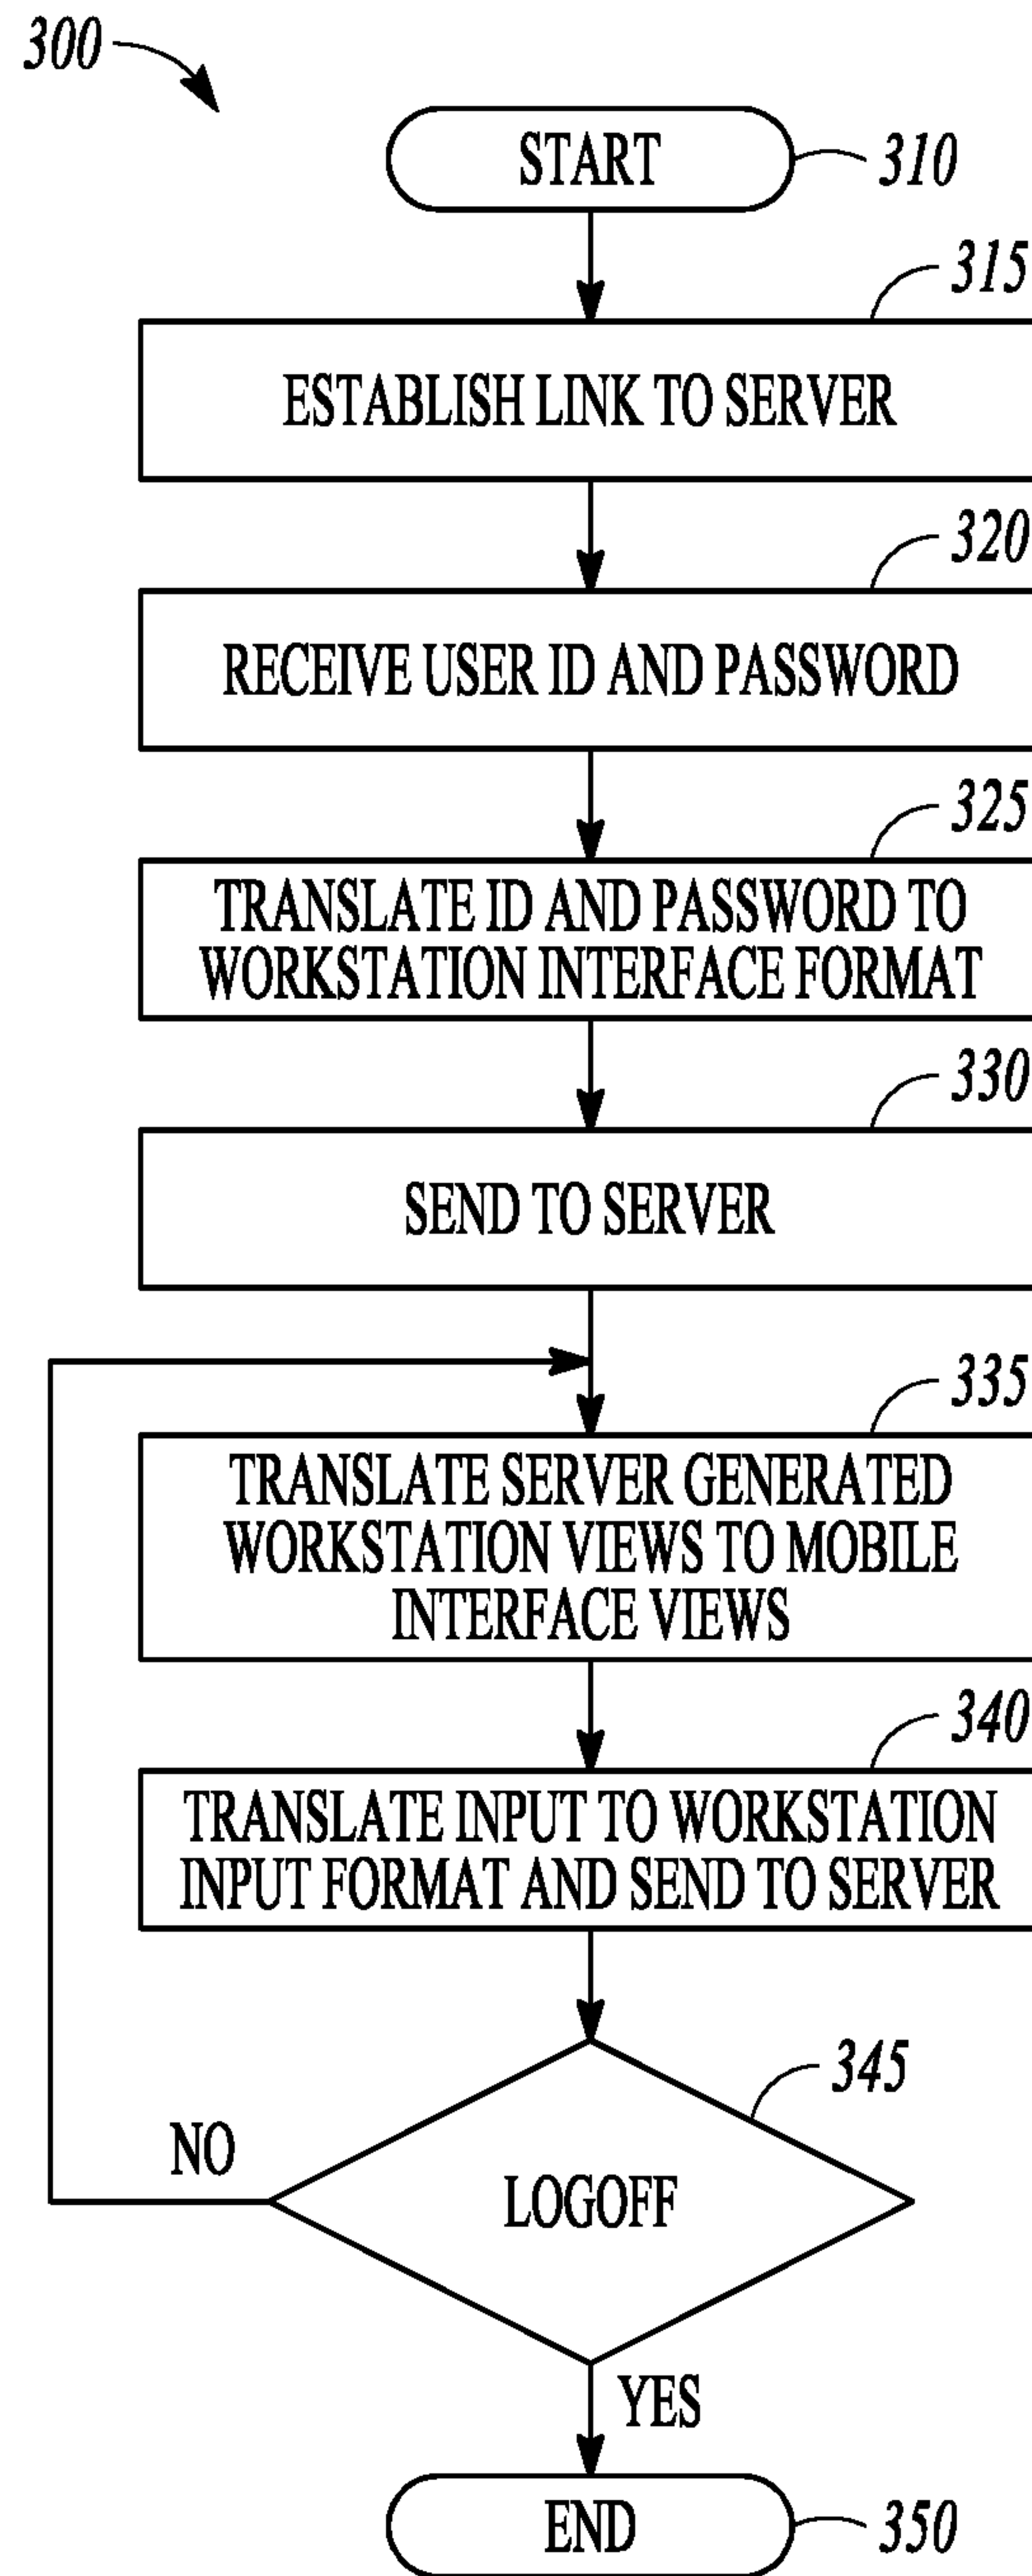 300
START
310
315
ESTABLISH LINK TO SERVER
320
RECEIVE USER ID AND PASSWORD
325
TRANSLATE ID AND PASSWORD TO
WORKSTATION INTERFACE FORMAT
330
SEND TO SERVER
335
TRANSLATE SERVER GENERATED
WORKSTATION VIEWS TO MOBILE
INTERFACE VIEWS
340
TRANSLATE INPUT TO WORKSTATION
INPUT FORMAT AND SEND TO SERVER
345
NO
LOGOFF
YES
END
350